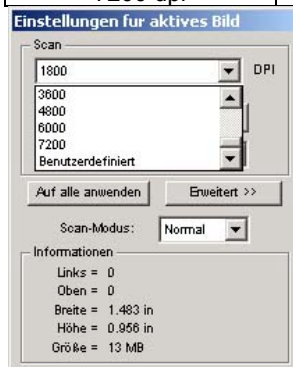 Einstellungen fur aktives Bild
Scan
1800 DPI
3600
4800
6000
7200
Benutzerdefiniert
Auf alle anwenden Erweitert >>
Scan-Modus: Normal
Informationen
Links = 0
Oben = 0
Breite = 1.483 in
Höhe = 0.956 in
Größe = 13 MB